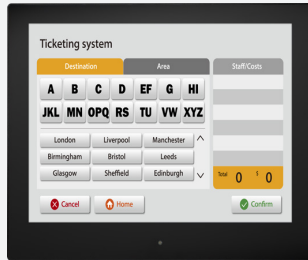 Ticketing system
Destination Area Staff/Costs
A B C D EF G HI
JKL MN OPQ RS TU VW XYZ
London Liverpool Manchester
Birmingham Bristol Leeds
Glasgow Sheffield Edinburgh
Total 0 $ 0
Cancel Home Confirm